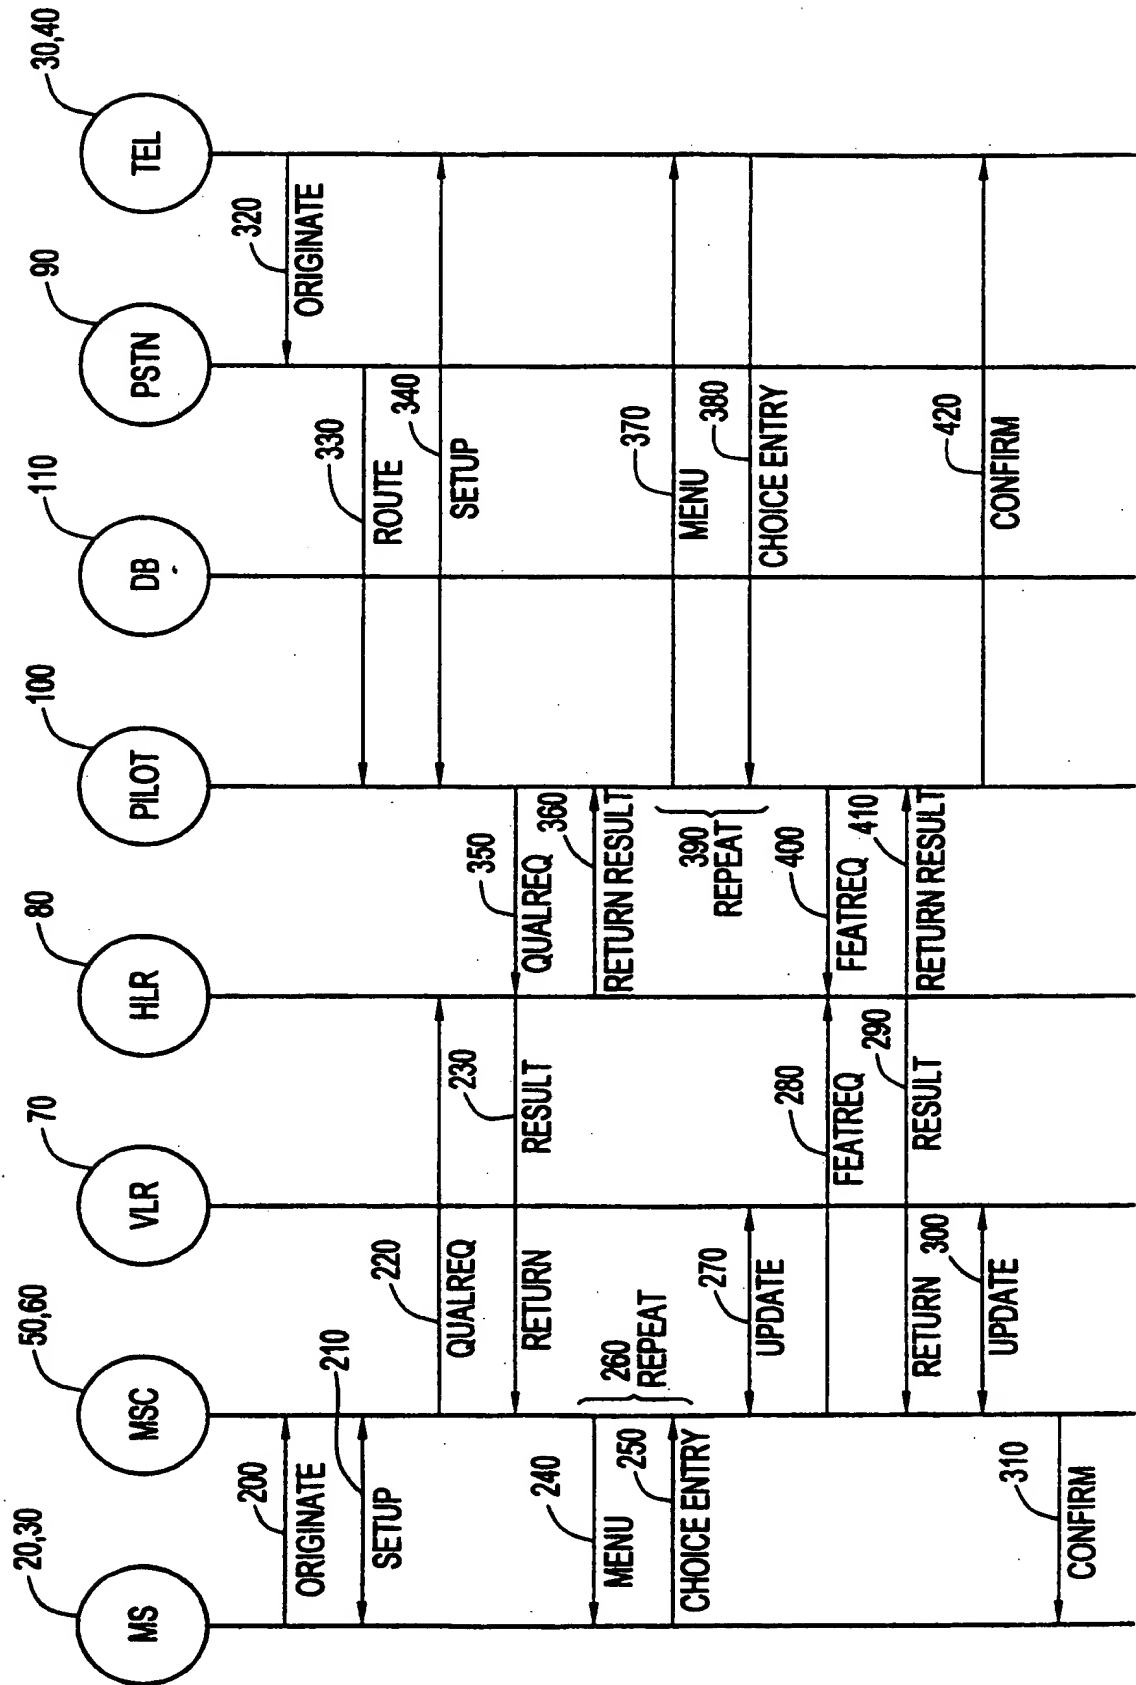 20,30
MS
50,60
MSC
70
VLR
80
HLR
100
PILOT
110
DB
90
PSTN
30,40
TEL
200
ORIGINATE
210
SETUP
320
ORIGINATE
330
ROUTE
340
SETUP
220
QUALREQ
230
RETURN RESULT
350
QUALREQ
360
RETURN RESULT
240
MENU
250
CHOICE ENTRY
260
REPEAT
370
MENU
380
CHOICE ENTRY
390
REPEAT
270
UPDATE
280
FEATREQ
400
FEATREQ
290
RETURN RESULT
410
RETURN RESULT
300
UPDATE
420
CONFIRM
310
CONFIRM